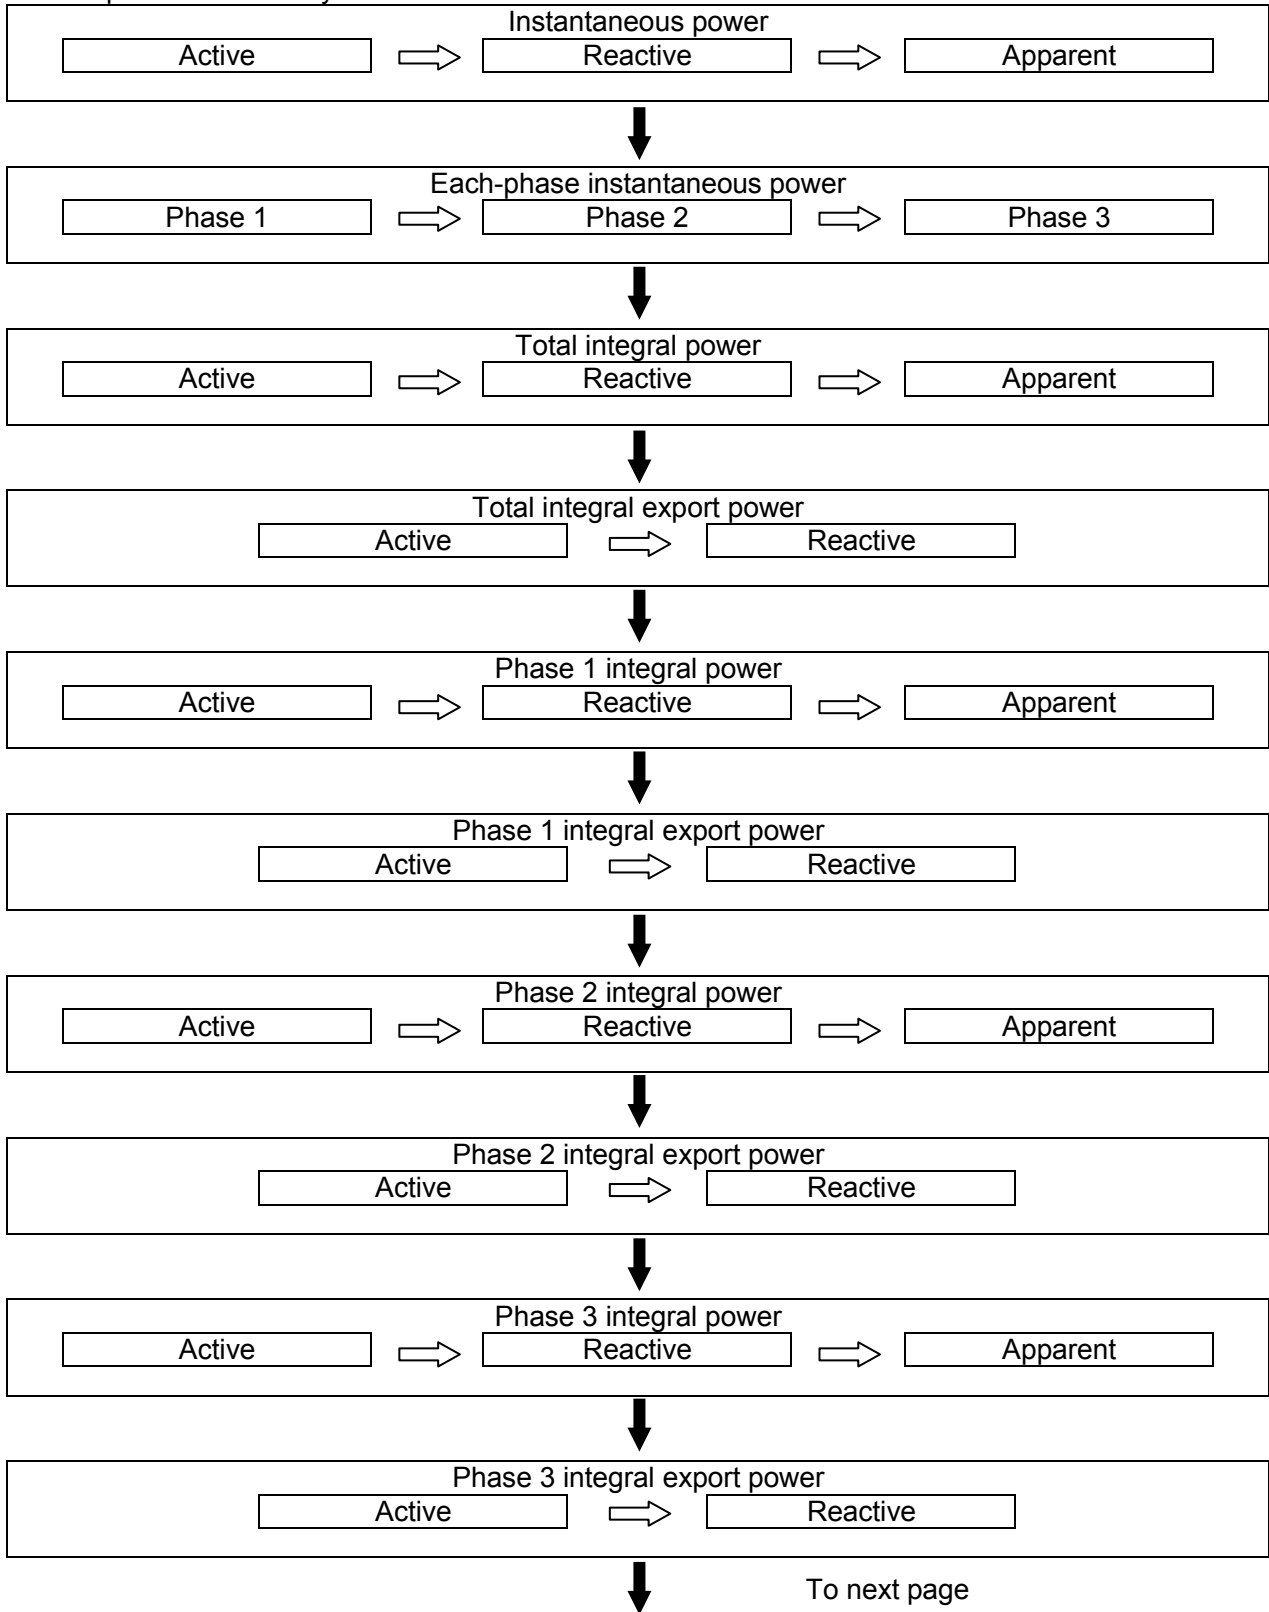 Instantaneous power
Active Reactive Apparent
Each-phase instantaneous power
Phase 1 Phase 2 Phase 3
Total integral power
Active Reactive Apparent
Total integral export power
Active Reactive
Phase 1 integral power
Active Reactive Apparent
Phase 1 integral export power
Active Reactive
Phase 2 integral power
Active Reactive Apparent
Phase 2 integral export power
Active Reactive
Phase 3 integral power
Active Reactive Apparent
Phase 3 integral export power
Active Reactive
To next page